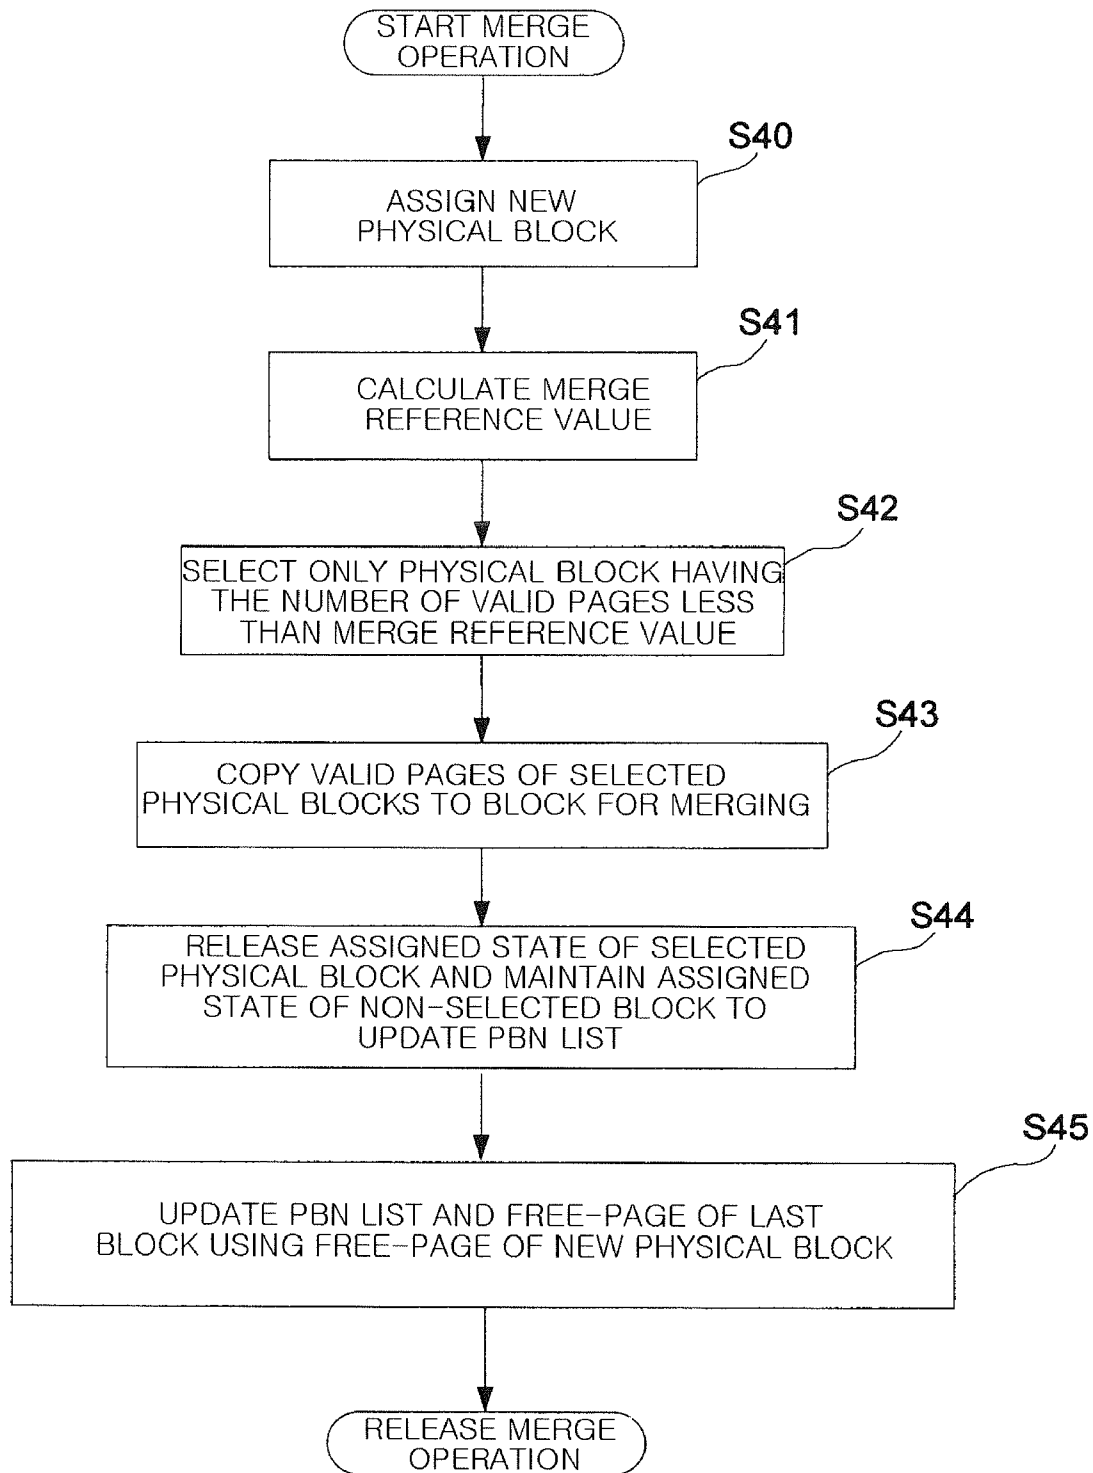 START MERGE
OPERATION
S40
ASSIGN NEW
PHYSICAL BLOCK
S41
CALCULATE MERGE
REFERENCE VALUE
S42
SELECT ONLY PHYSICAL BLOCK HAVING
THE NUMBER OF VALID PAGES LESS
THAN MERGE REFERENCE VALUE
S43
COPY VALID PAGES OF SELECTED
PHYSICAL BLOCKS TO BLOCK FOR MERGING
S44
RELEASE ASSIGNED STATE OF SELECTED
PHYSICAL BLOCK AND MAINTAIN ASSIGNED
STATE OF NON-SELECTED BLOCK TO
UPDATE PBN LIST
S45
UPDATE PBN LIST AND FREE-PAGE OF LAST
BLOCK USING FREE-PAGE OF NEW PHYSICAL BLOCK
RELEASE MERGE
OPERATION